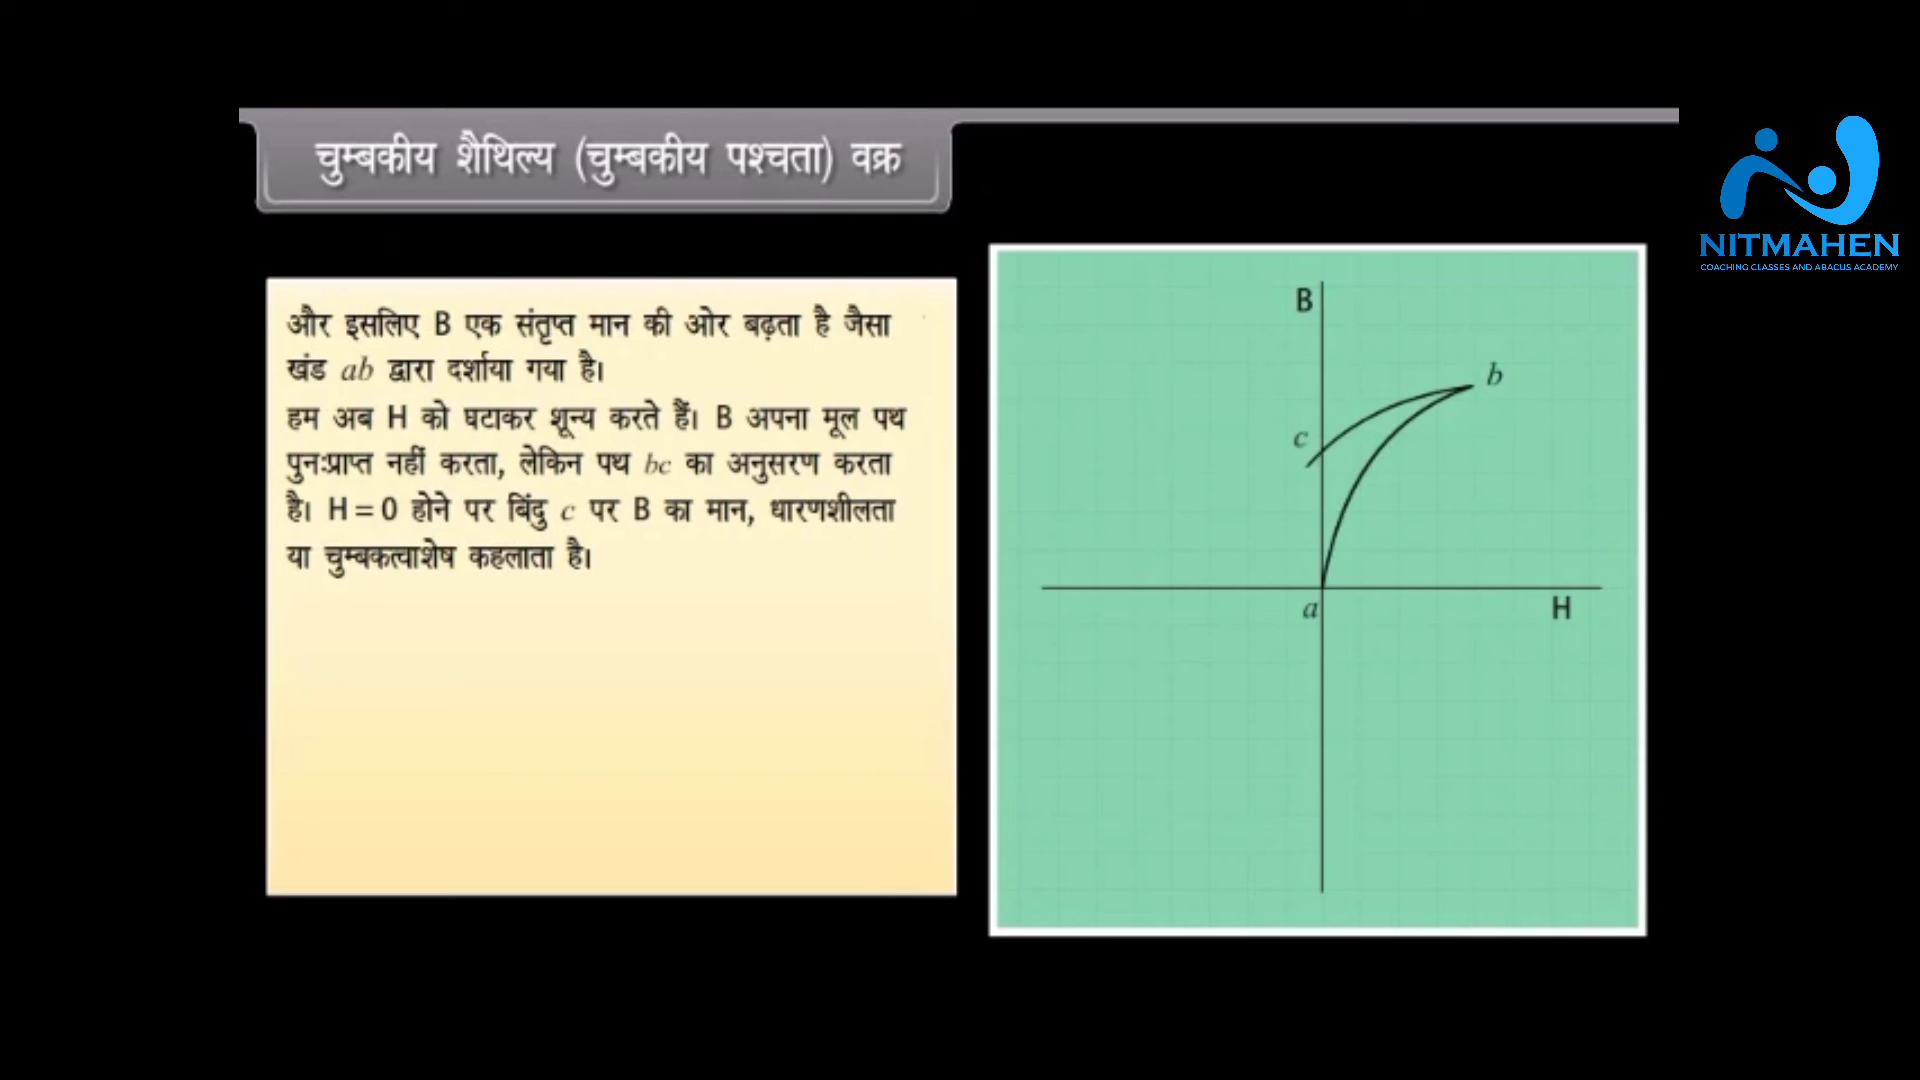 चुम्बकीय शैथिल्य (चुम्बकीय पश्चता) वक्र
NITMAHEN
COACHING CLASSES AND ABACUS ACADEMY
और इसलिए B एक संतृप्त मान की ओर बढ़ता है जैसा
खंड ab द्वारा दर्शाया गया है।
हम अब H को घटाकर शून्य करते हैं। B अपना मूल पथ
पुनःप्राप्त नहीं करता, लेकिन पथ bc का अनुसरण करता
है। H = 0 होने पर बिंदु c पर B का मान, धारणशीलता
या चुम्बकत्वाशेष कहलाता है।
B
b
c
a
H